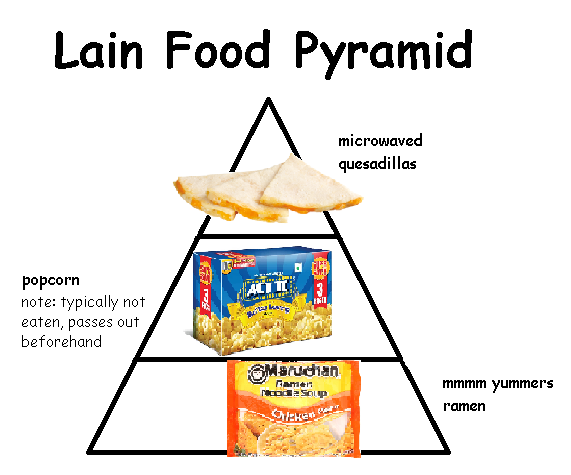 Lain Food Pyramid
microwaved
quesadillas
popcorn
note: typically not
eaten, passes out
beforehand
ACT II
3
Maruchan
Ramen
Noodle Soup
Chicken Flavor
mmmm yummers
ramen